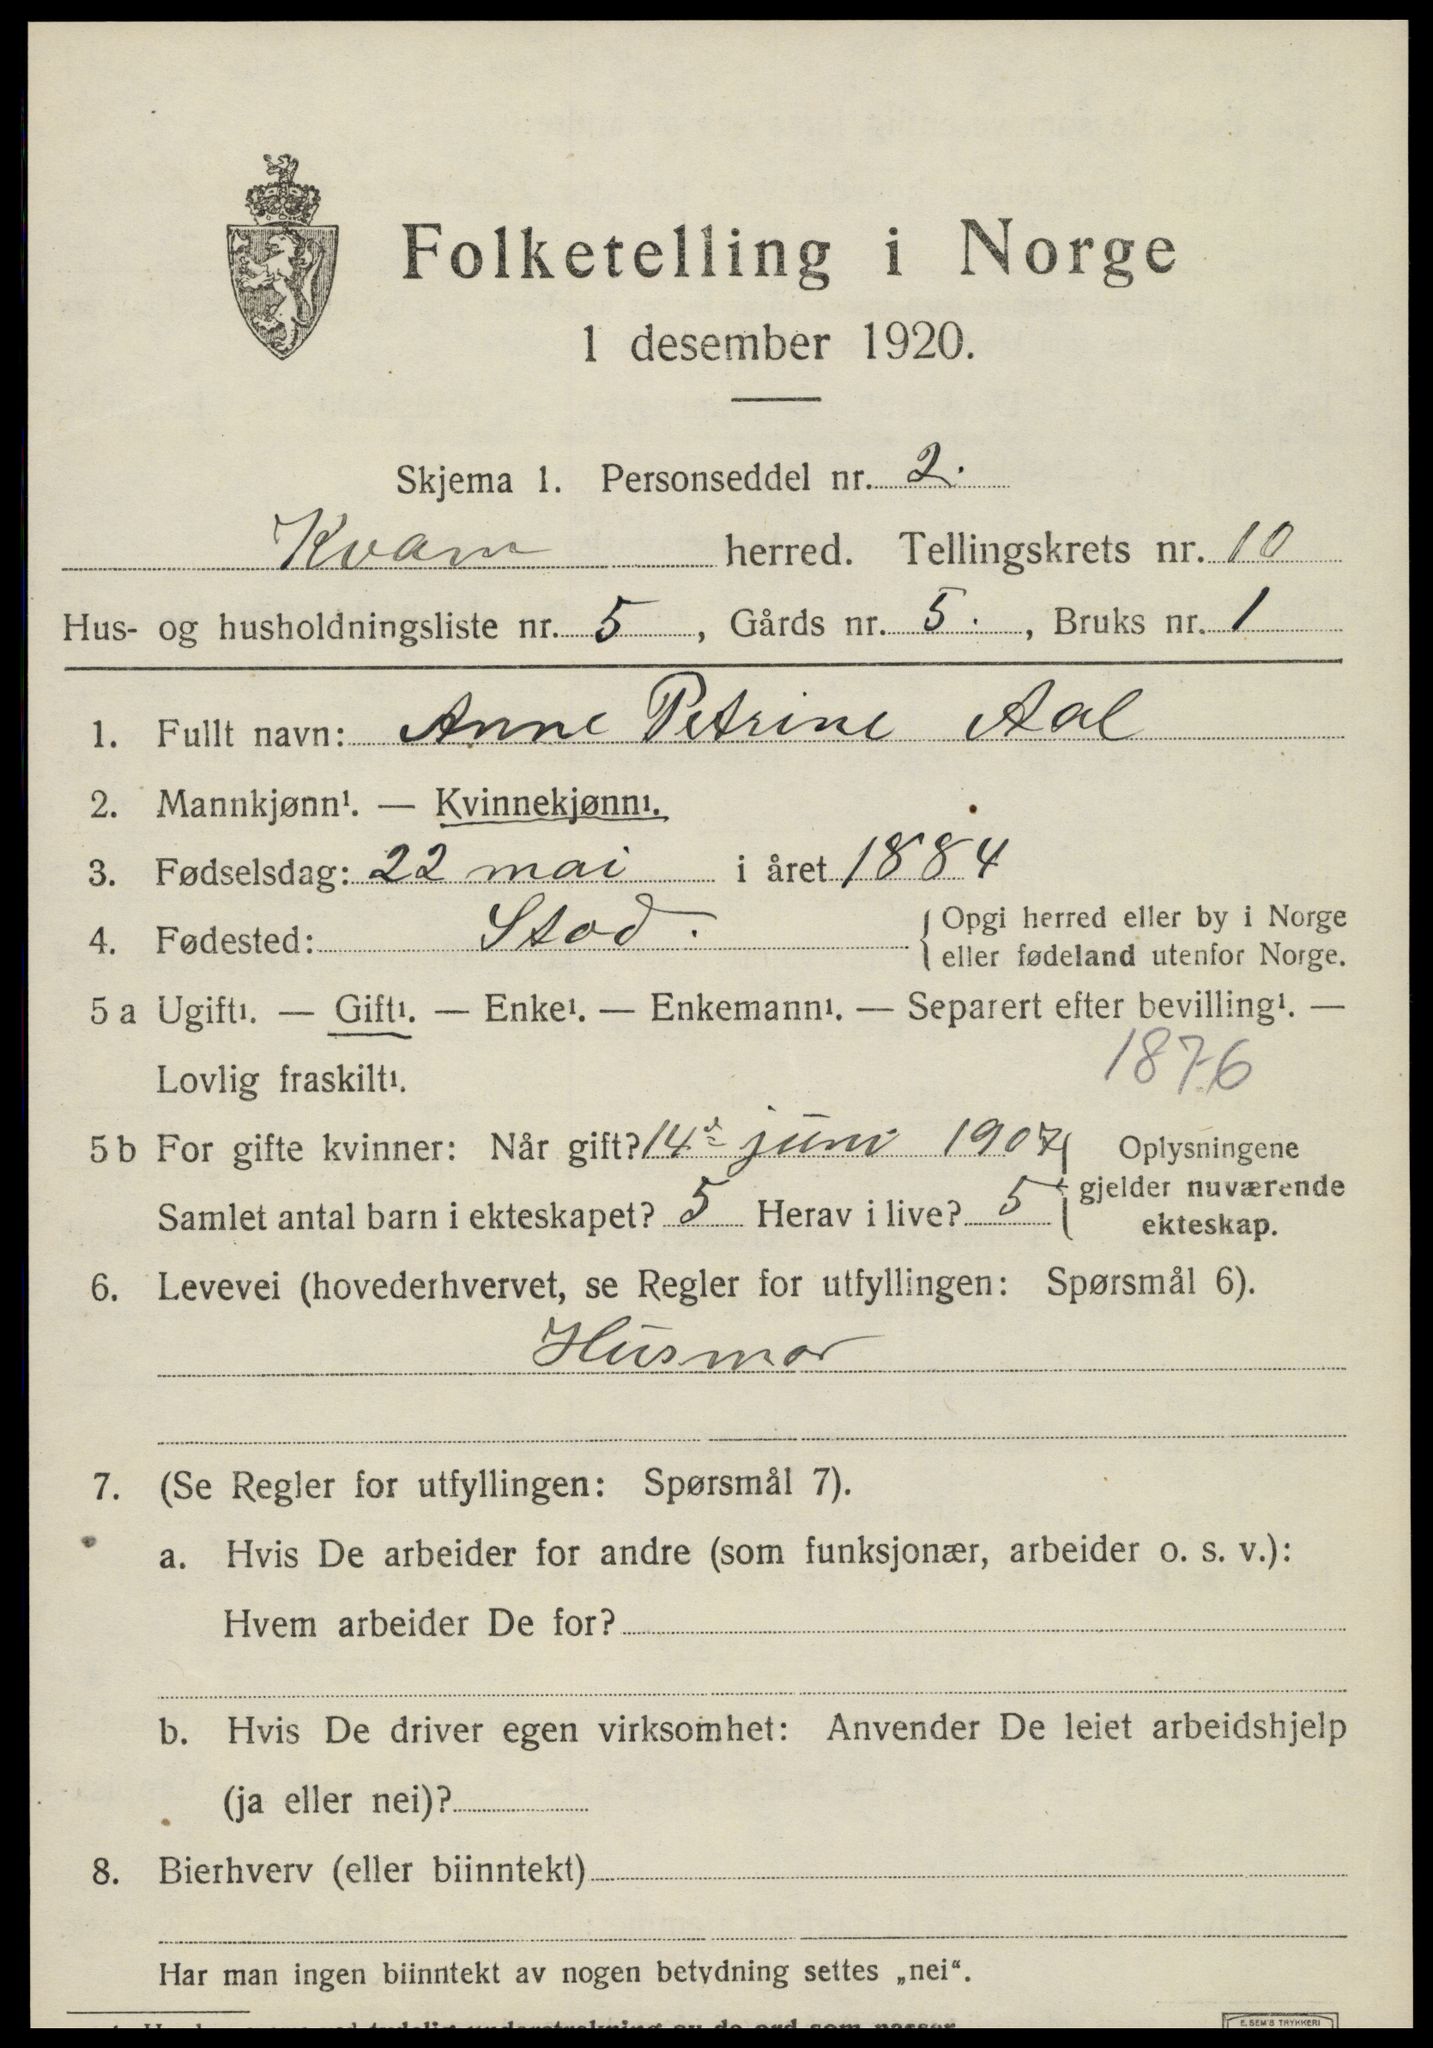 Folketelling i Norge
1 desember 1920.
Skjema 1. Personseddel nr. 2.
Kvam herred. Tellingskrets nr. 10
Hus- og husholdningsliste nr. 5, Gårds nr. 5., Bruks nr. 1
1. Fullt navn: Anne Petrine Aal
2. Mannkjønn¹. — Kvinnekjønn¹.
3. Fødselsdag: 22 mai i året 1884
4. Fødested: Stod. { Opgi herred eller by i Norge
eller fødeland utenfor Norge.
5 a Ugift¹. — Gift¹. — Enke¹. — Enkemann¹. — Separert efter bevilling¹. —
Lovlig fraskilt¹. 1876
5 b For gifte kvinner: Når gift? 14d juni 1907 { Oplysningene
Samlet antal barn i ekteskapet? 5 Herav i live? 5 gjelder nuværende
ekteskap.
6. Levevei (hovederhvervet, se Regler for utfyllingen: Spørsmål 6).
Husmor
7. (Se Regler for utfyllingen: Spørsmål 7).
a. Hvis De arbeider for andre (som funksjonær, arbeider o. s. v.):
Hvem arbeider De for?
b. Hvis De driver egen virksomhet: Anvender De leiet arbeidshjelp
(ja eller nei)?
8. Bierhverv (eller biinntekt)
Har man ingen biinntekt av nogen betydning settes „nei“.
E. SEM'S TRYKKERI